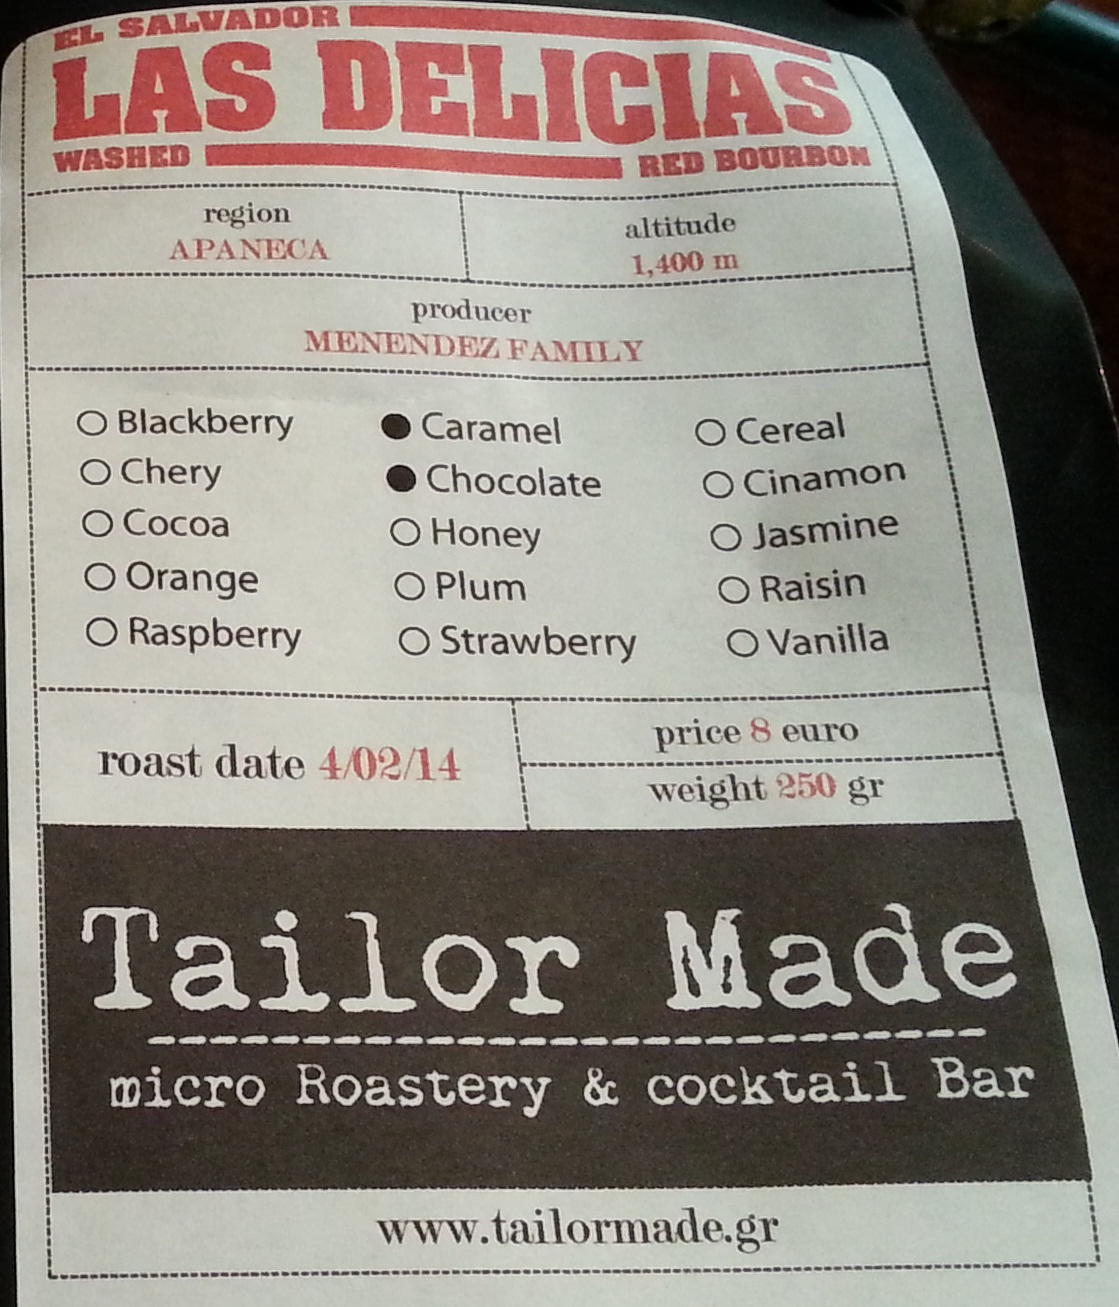 EL SALVADOR
LAS DELICIAS
WASHED RED BOURBON
region
APANECA
altitude
1,400 m
producer
MENENDEZ FAMILY
Blackberry
Chery
Cocoa
Orange
Raspberry
Caramel
Chocolate
Honey
Plum
Strawberry
Cereal
Cinamon
Jasmine
Raisin
Vanilla
roast date 4/02/14
price 8 euro
weight 250 gr
Tailor Made
micro Roastery & cocktail Bar
www.tailormade.gr